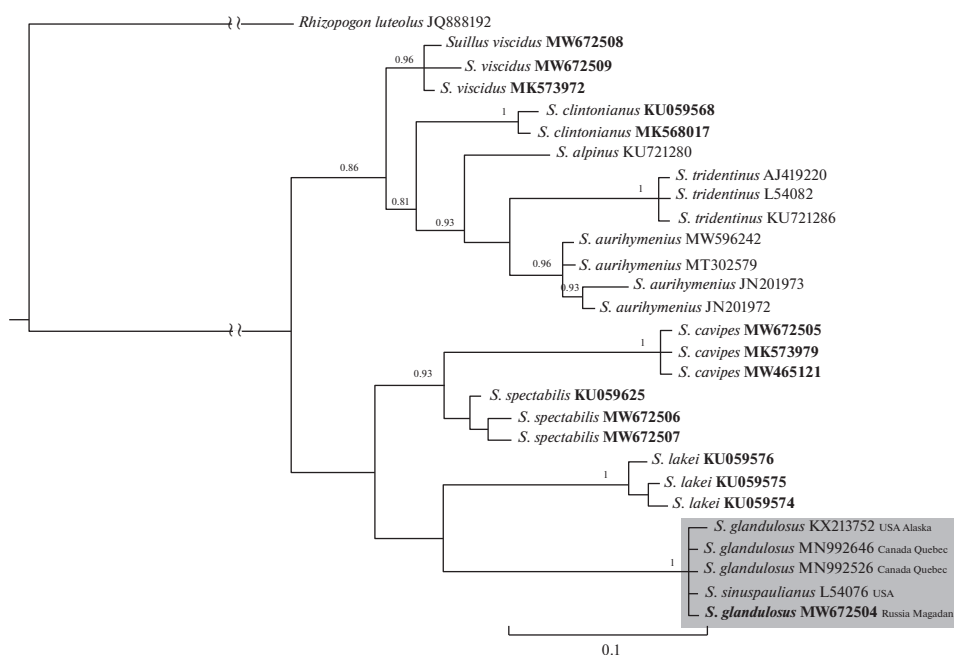 Rhizopogon luteolus JQ888192
Suillus viscidus MW672508
0.96
S. viscidus MW672509
S. viscidus MK573972
1
S. clintonianus KU059568
S. clintonianus MK568017
S. alpinus KU721280
0.86
S. tridentinus AJ419220
1
S. tridentinus L54082
0.81
0.93
S. tridentinus KU721286
S. aurihymenius MW596242
0.96
S. aurihymenius MT302579
0.93
S. aurihymenius JN201973
S. aurihymenius JN201972
S. cavipes MW672505
1
S. cavipes MK573979
0.93
S. cavipes MW465121
S. spectabilis KU059625
S. spectabilis MW672506
S. spectabilis MW672507
S. lakei KU059576
1
S. lakei KU059575
S. lakei KU059574
S. glandulosus KX213752 USA Alaska
S. glandulosus MN992646 Canada Quebec
1
S. glandulosus MN992526 Canada Quebec
S. sinuspaulianus L54076 USA
S. glandulosus MW672504 Russia Magadan
0.1